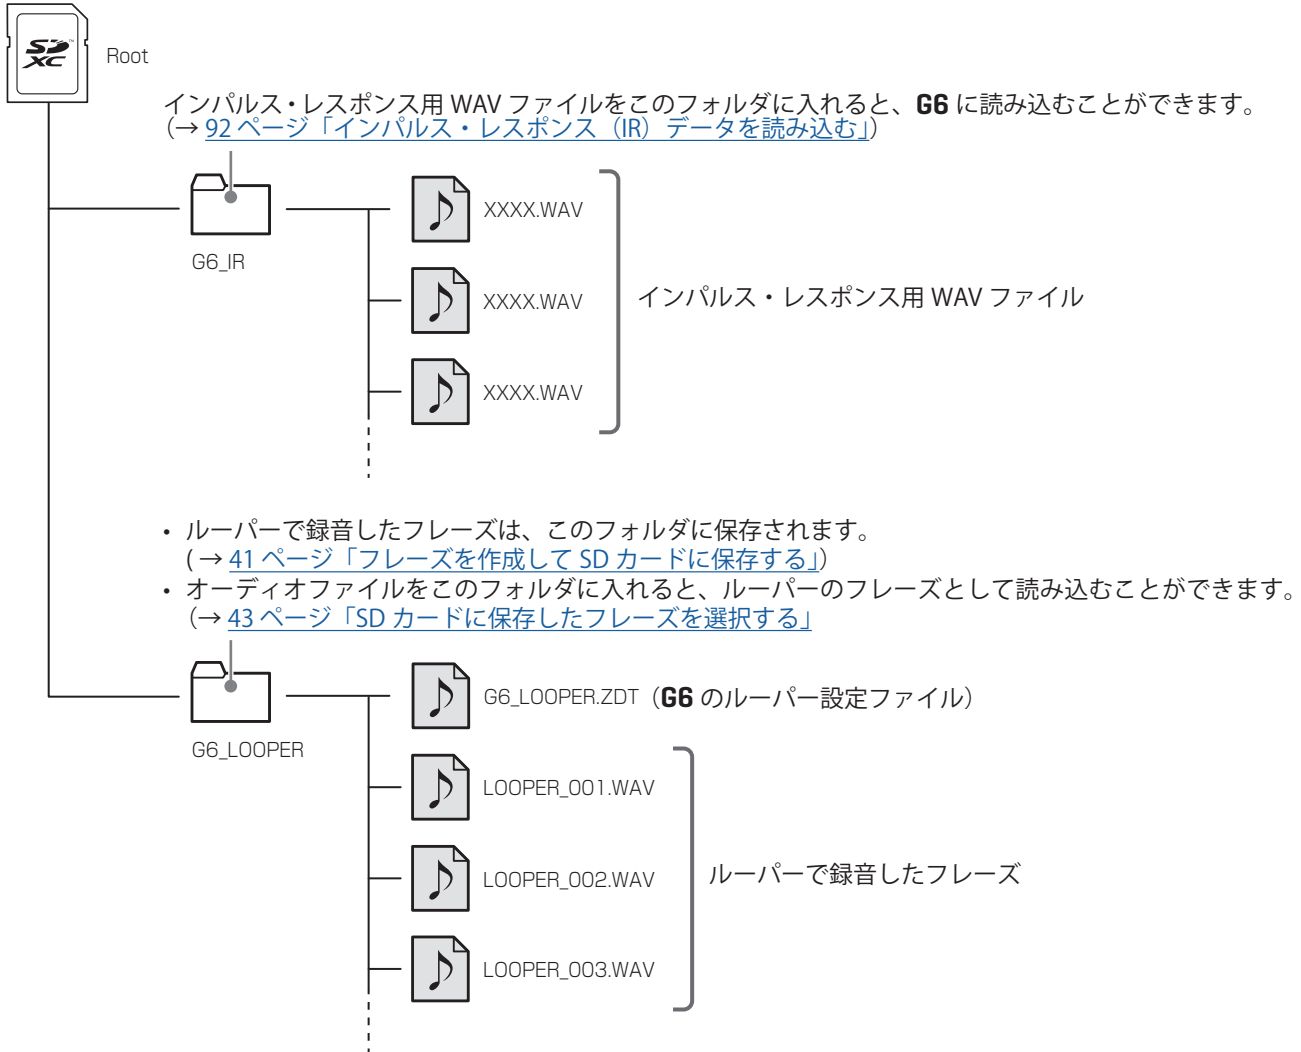 SD XC™
Root
インパルス・レスポンス用 WAV ファイルをこのフォルダに入れると、G6 に読み込むことができます。
（→ 92 ページ「インパルス・レスポンス（IR）データを読み込む」）
XXXX.WAV
G6_IR
XXXX.WAV
インパルス・レスポンス用 WAV ファイル
XXXX.WAV
• ルーパーで録音したフレーズは、このフォルダに保存されます。
( → 41 ページ「フレーズを作成して SD カードに保存する」）
• オーディオファイルをこのフォルダに入れると、ルーパーのフレーズとして読み込むことができます。
（→ 43 ページ「SD カードに保存したフレーズを選択する」
G6_LOOPER.ZDT（G6 のルーパー設定ファイル）
G6_LOOPER
LOOPER_001.WAV
LOOPER_002.WAV
ルーパーで録音したフレーズ
LOOPER_003.WAV